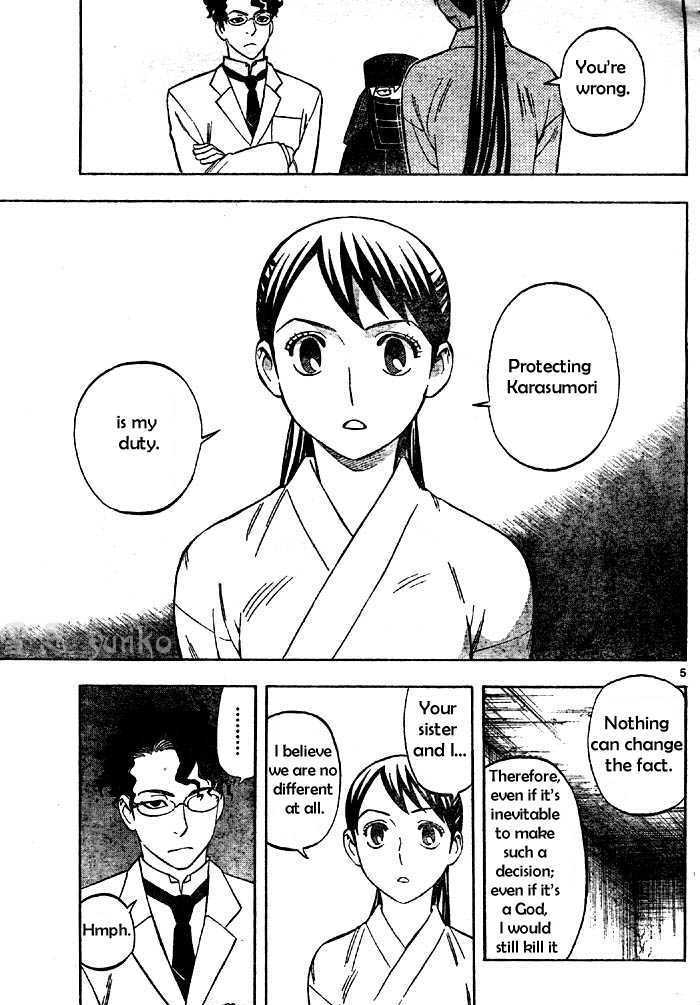 You're
wrong.
Protecting
Karasumori
is my
duty.
5
Nothing
can change
the fact.
Therefore,
even if it's
inevitable
to make
such a
decision;
even if it's
a God,
I would
still kill it
Your
sister
and I...
I believe
we are no
different
at all.
.........
Hmph.